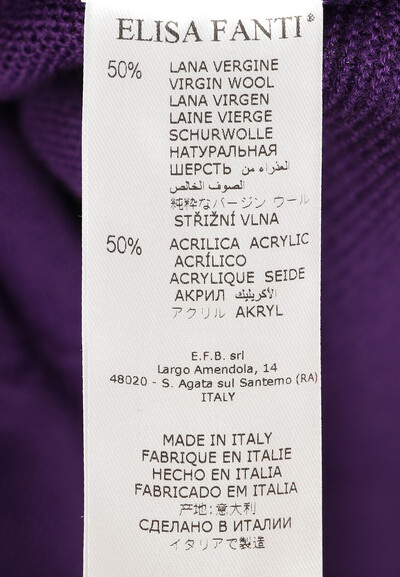 ELISA FANTI®
50% LANA VERGINE
VIRGIN WOOL
LANA VIRGEN
LAINE VIERGE
SCHURWOLLE
НАТУРАЛЬНАЯ
ШЕРСТЬ العذراء من
الصوف الخالص
純粋なバージン ウール
STŘIŽNÍ VLNA
50% ACRILICA ACRYLIC
ACRÍLICO
ACRYLIQUE SEIDE
АКРИЛ الأكريليك
アクリル AKRYL
E.F.B. srl
Largo Amendola, 14
48020 - S. Agata sul Santerno (RA)
ITALY
MADE IN ITALY
FABRIQUE EN ITALIE
HECHO EN ITALIA
FABRICADO EM ITALIA
产地: 意大利
СДЕЛАНО В ИТАЛИИ
イタリアで製造